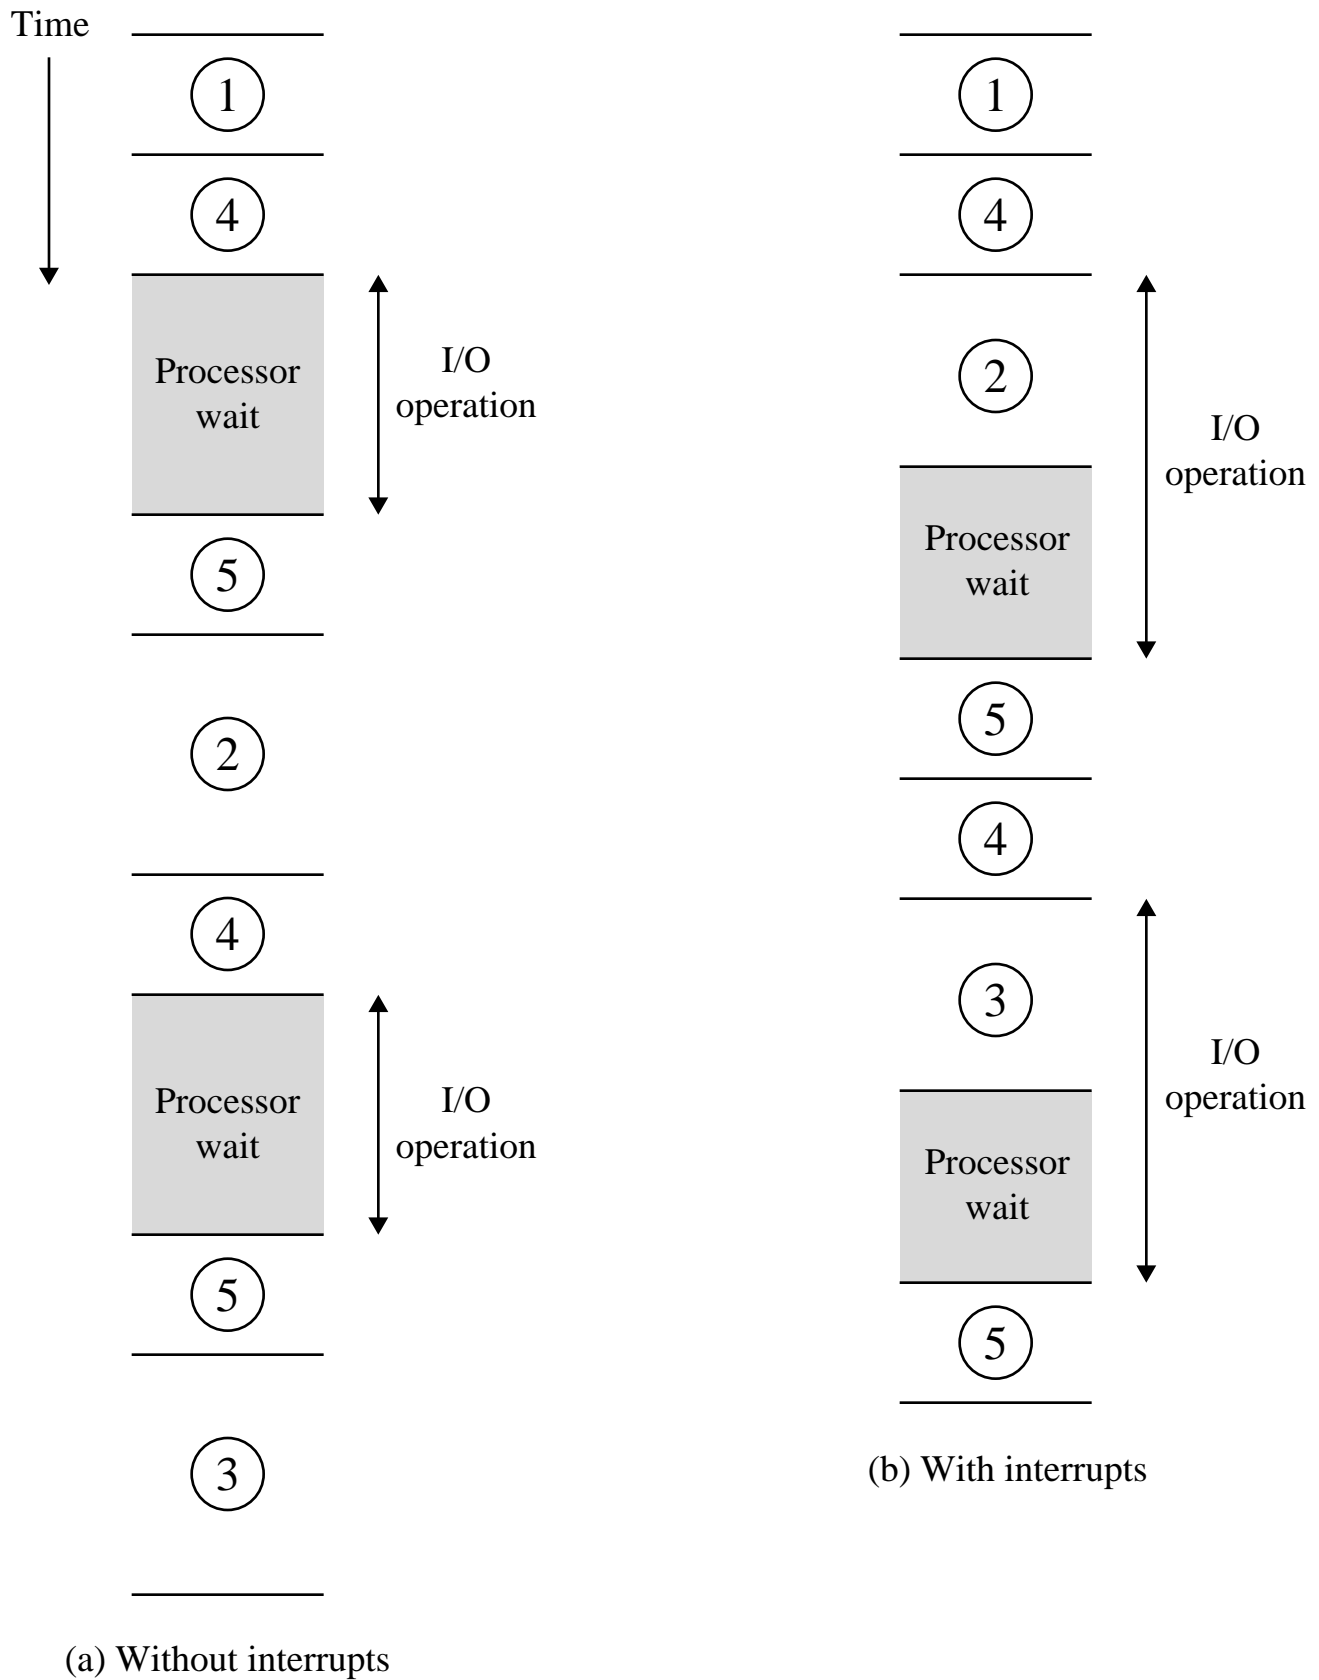 Time
1
4
Processor
wait
I/O
operation
5
2
4
Processor
wait
I/O
operation
5
3
(a) Without interrupts
1
4
2
I/O
operation
Processor
wait
5
4
3
I/O
operation
Processor
wait
5
(b) With interrupts